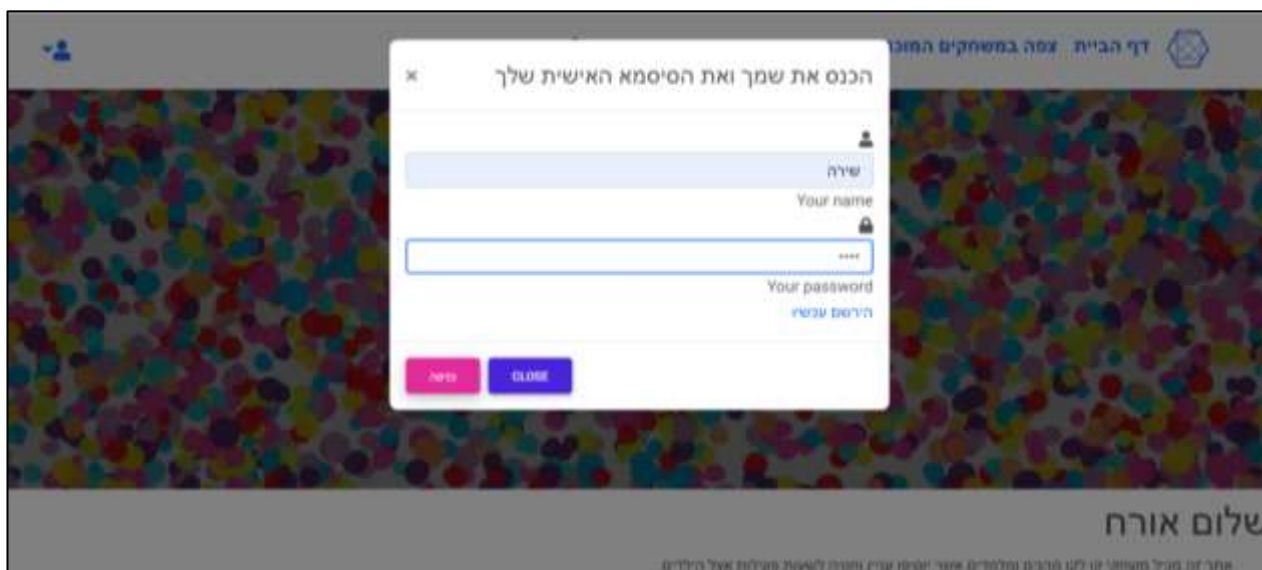 דף הבית צפה במשחקים
הכנס את שמך ואת הסיסמא האישית שלך
×
שירה
Your name
****
Your password
הירשם עכשיו
כניסה CLOSE
שלום אורח